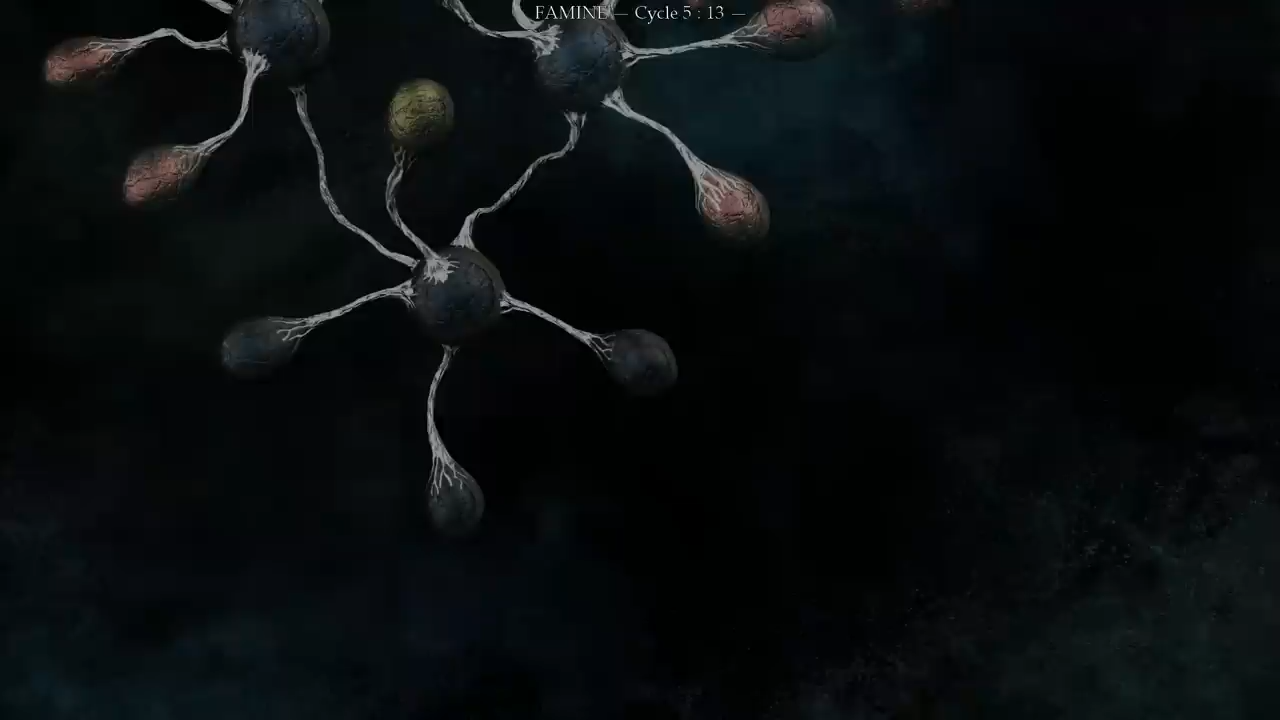 FAMINE — Cycle 5 : 13 —